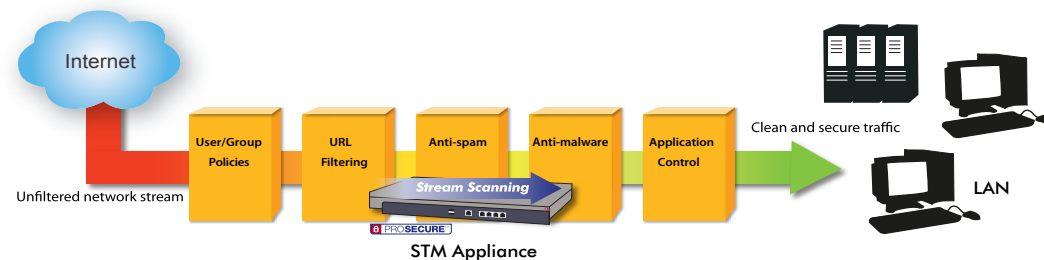 Internet
User/Group
Policies
URL
Filtering
Anti-spam
Anti-malware
Application
Control
Clean and secure traffic
Unfiltered network stream
Stream Scanning
LAN
PROSECURE
STM Appliance